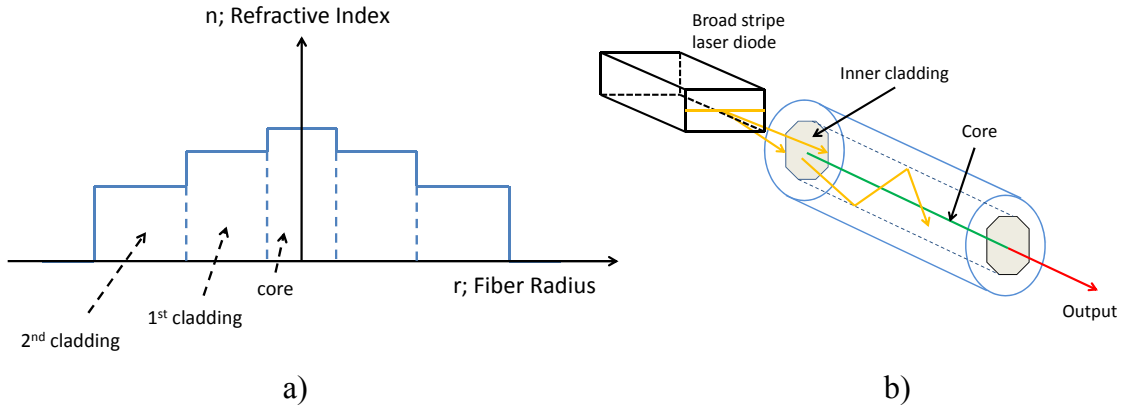 n; Refractive Index
core
r; Fiber Radius
1st cladding
2nd cladding
a)
Broad stripe
laser diode
Inner cladding
Core
Output
b)